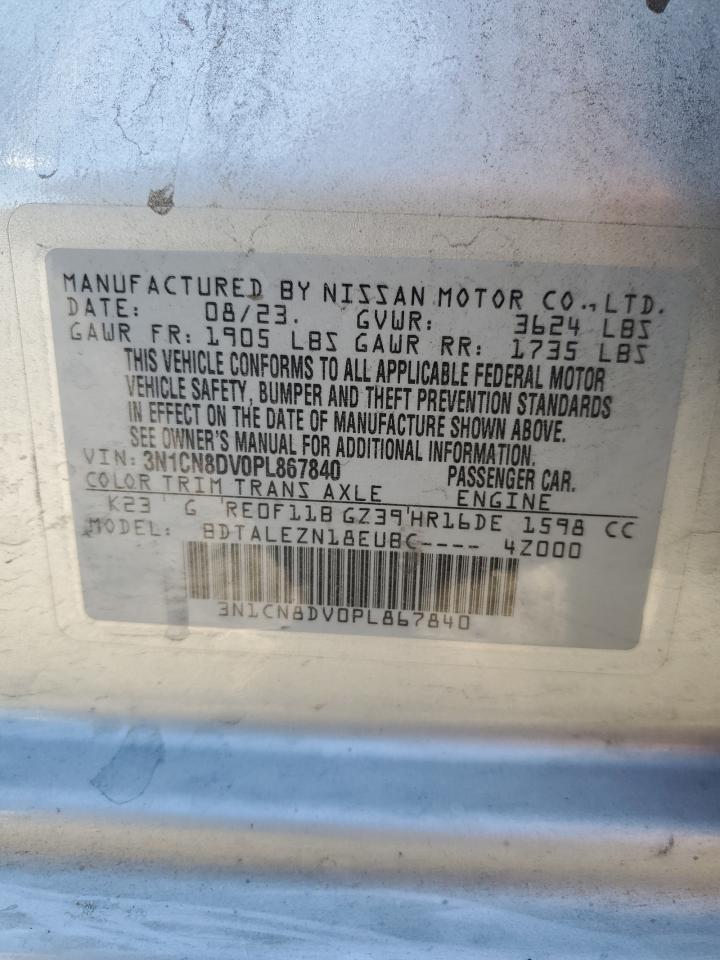 MANUFACTURED BY NISSAN MOTOR CO.,LTD.
DATE: 08/23. GVWR: 3624 LBS
GAWR FR: 1905 LBS GAWR RR: 1735 LBS
THIS VEHICLE CONFORMS TO ALL APPLICABLE FEDERAL MOTOR
VEHICLE SAFETY, BUMPER AND THEFT PREVENTION STANDARDS
IN EFFECT ON THE DATE OF MANUFACTURE SHOWN ABOVE.
SEE OWNER'S MANUAL FOR ADDITIONAL INFORMATION.
VIN: 3N1CN8DV0PL867840 PASSENGER CAR.
COLOR TRIM TRANS AXLE ENGINE
K23 G RE0F11B GZ39 HR16DE 1598 CC
MODEL: BDTALEZN18EUBC---- 4Z000
3N1CN8DV0PL867840